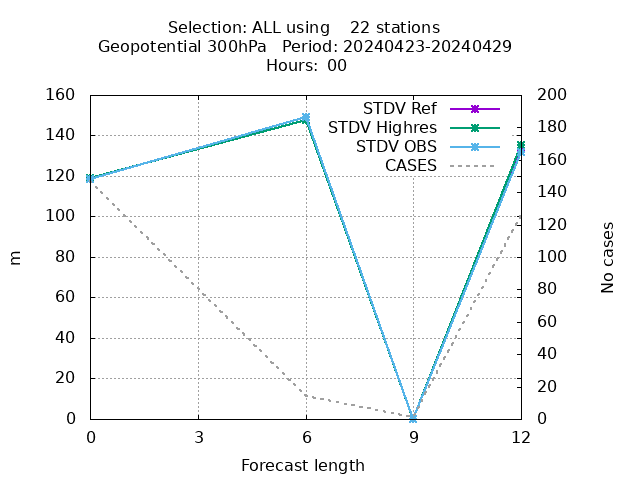 Selection: ALL using    22 stations
Geopotential 300hPa   Period: 20240423-20240429
Hours:  00
160 200
STDV Ref
140 180
STDV Highres
160
STDV OBS
120 140
CASES
100 120
80 100
60 80
40 60
40
20 20
0 0
0 3 6 9 12
Forecast length
m
No cases